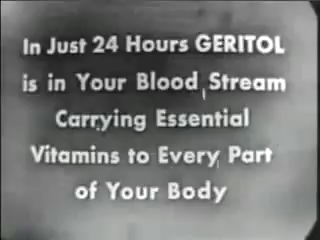 In Just 24 Hours GERITOL
is in Your Blood Stream
Carrying Essential
Vitamins to Every Part
of Your Body